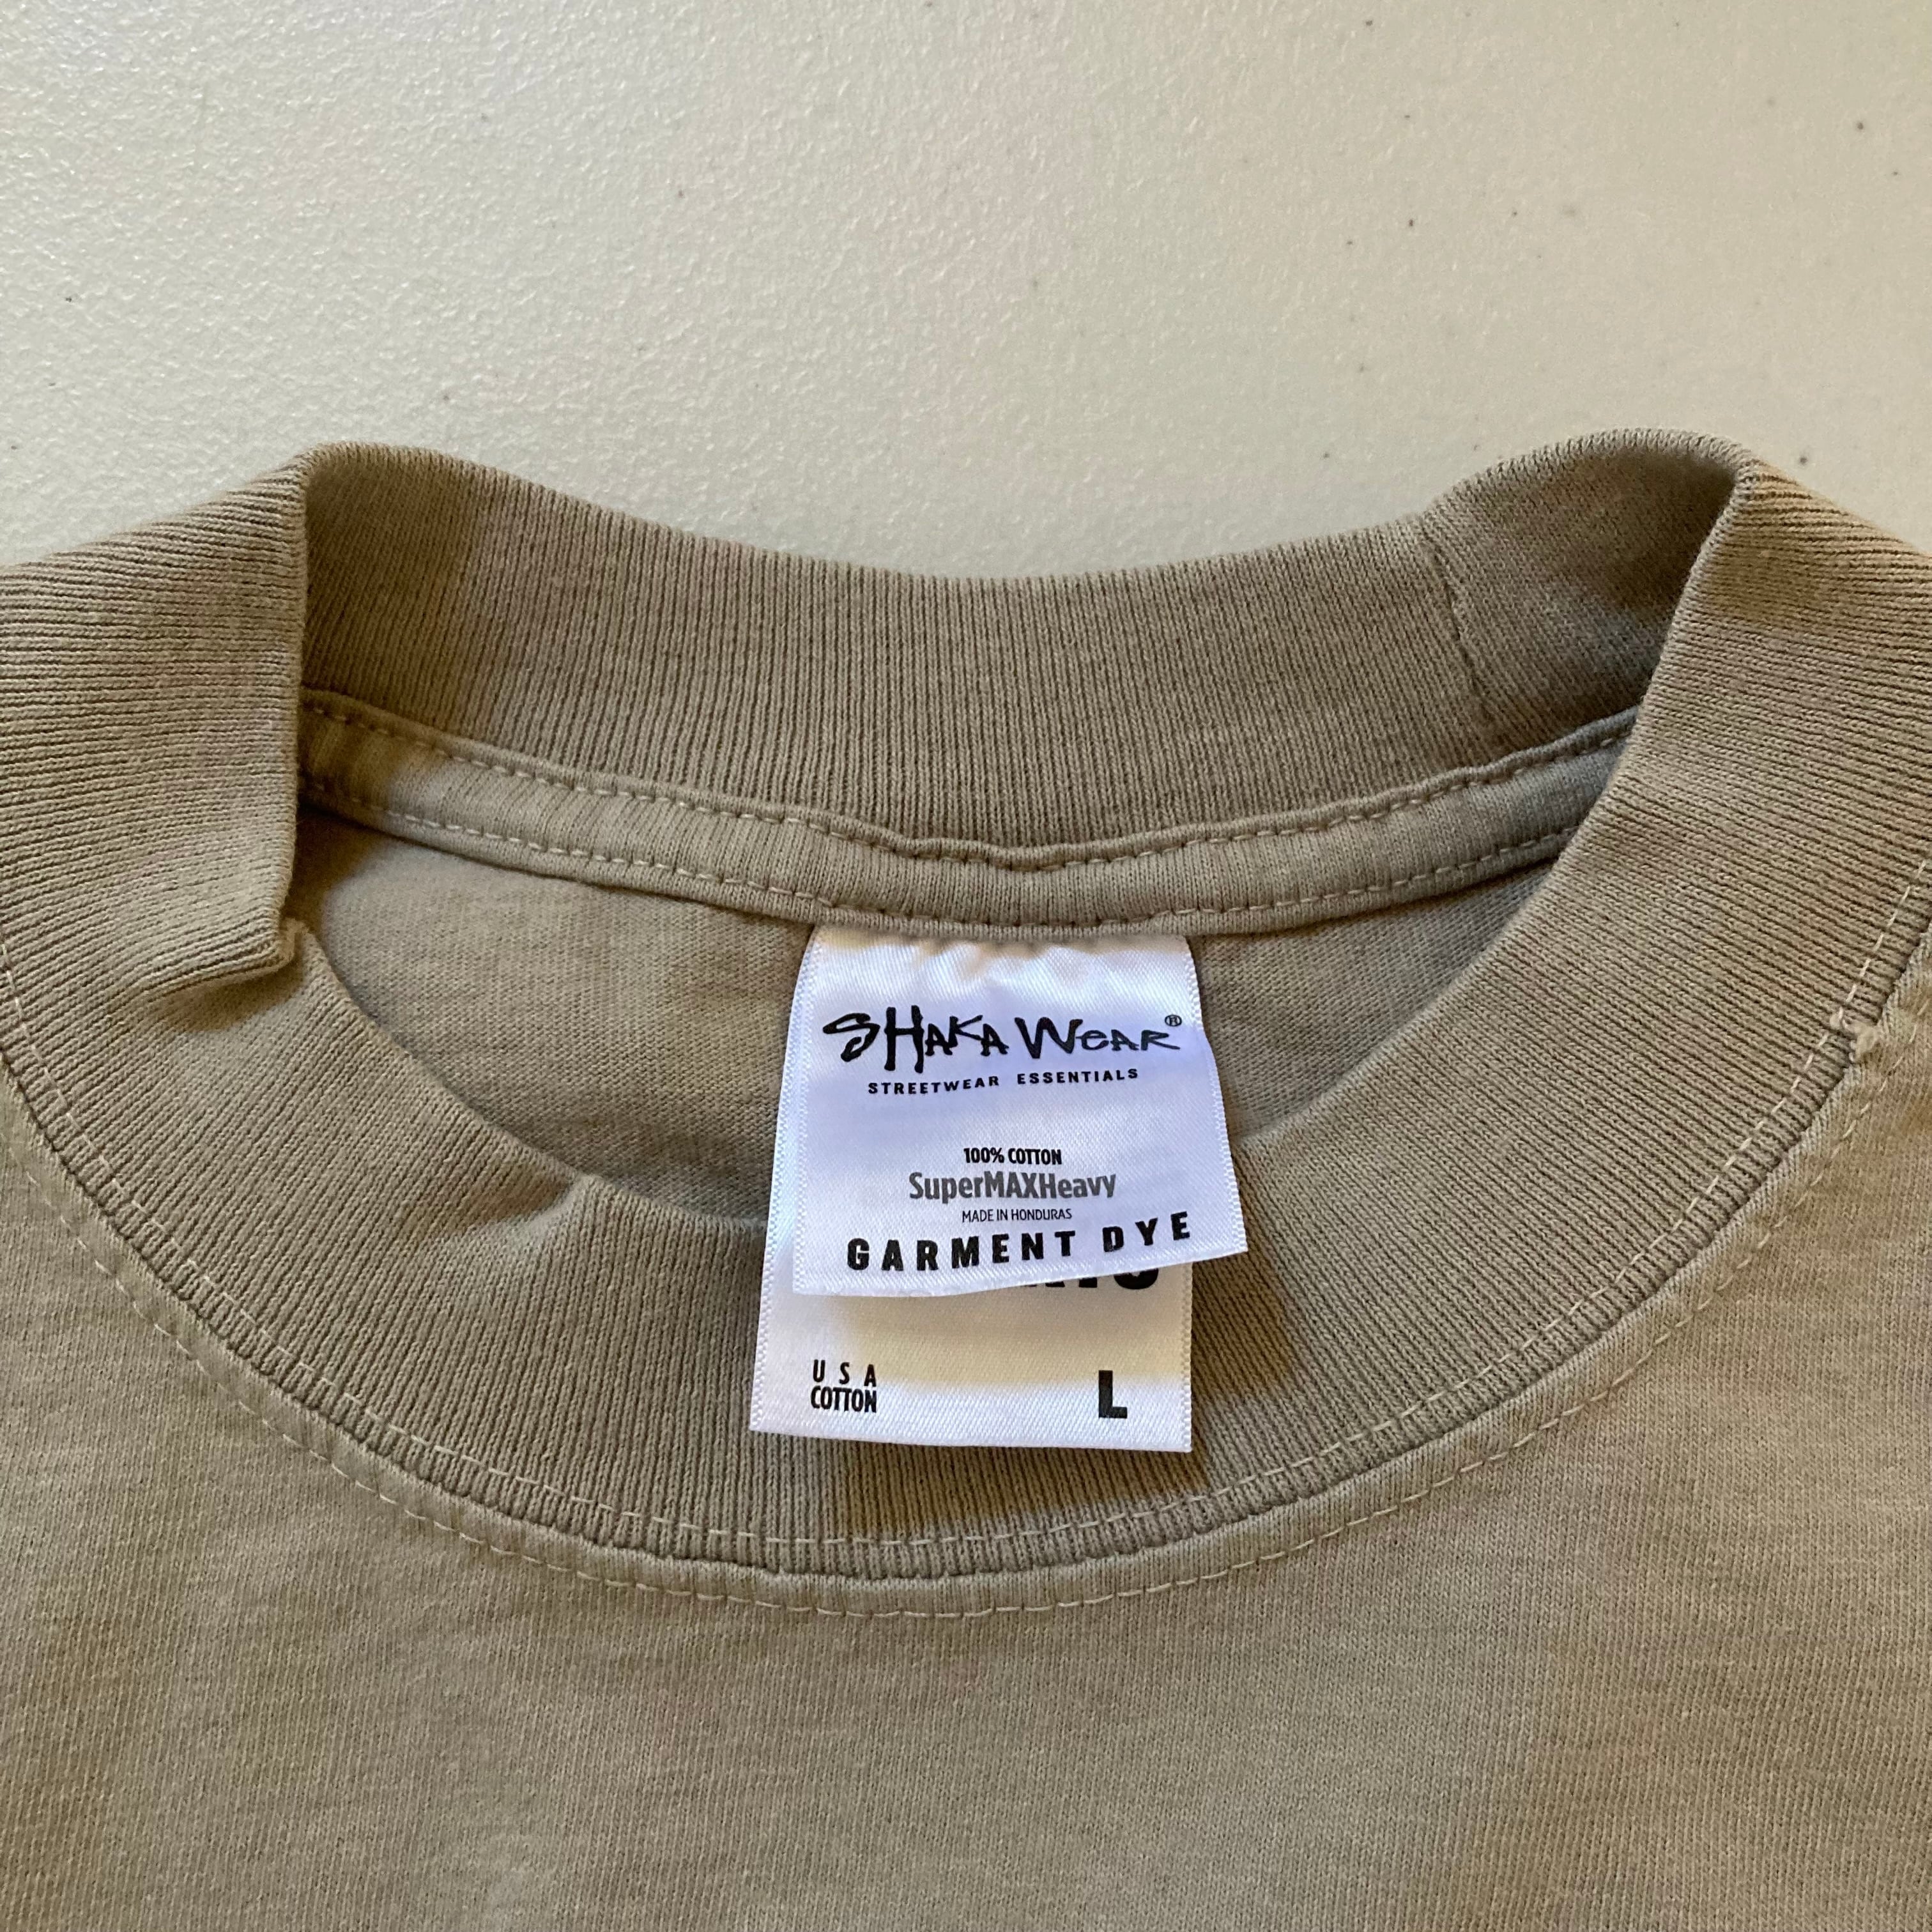 SHAKA WEAR®
STREETWEAR ESSENTIALS
100% COTTON
SuperMAXHeavy
MADE IN HONDURAS
GARMENT DYE
USA
COTTON
L